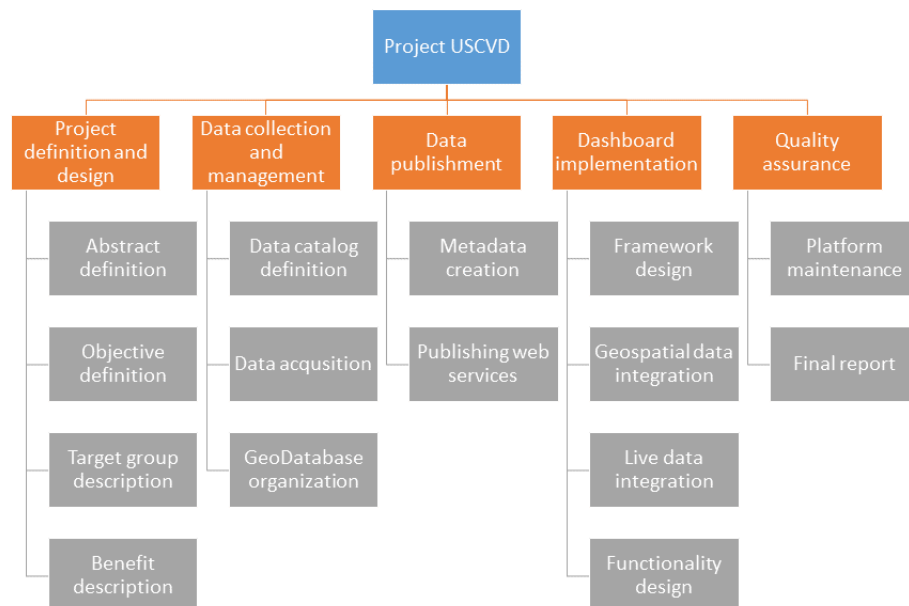 Project USCVD
Project
definition and
design
Data collection
and
management
Data
publishment
Dashboard
implementation
Quality
assurance
Abstract
definition
Objective
definition
Target group
description
Benefit
description
Data catalog
definition
Data acqusition
GeoDatabase
organization
Metadata
creation
Publishing web
services
Framework
design
Geospatial data
integration
Live data
integration
Functionality
design
Platform
maintenance
Final report